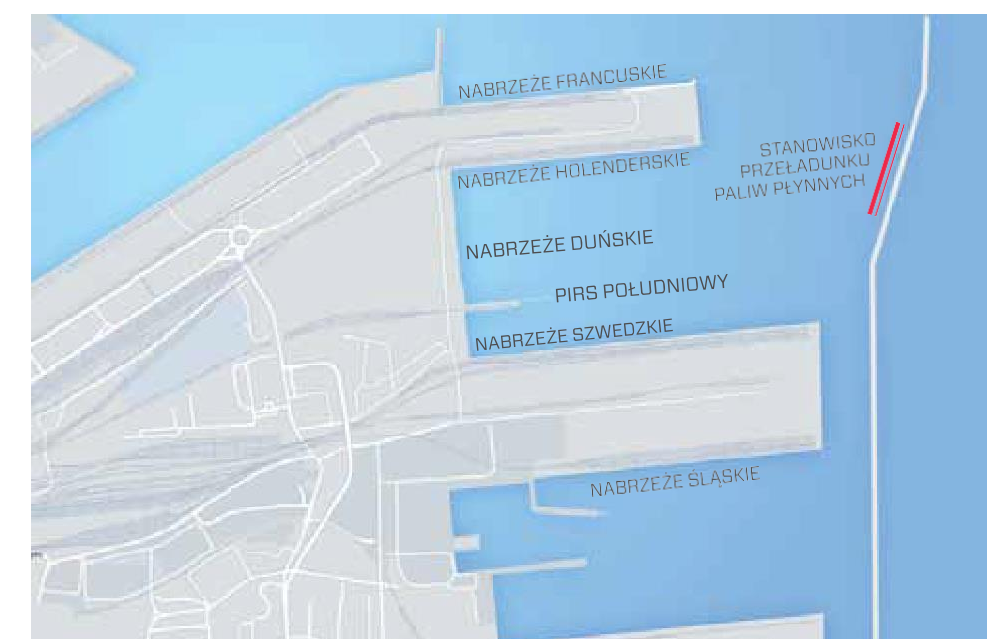 NABRZEŻE FRANCUSKIE
STANOWISKO
PRZEŁADUNKU
PALIW PŁYNNYCH
NABRZEŻE HOLENDERSKIE
NABRZEŻE DUŃSKIE
PIRS POŁUDNIOWY
NABRZEŻE SZWEDZKIE
NABRZEŻE ŚLĄSKIE